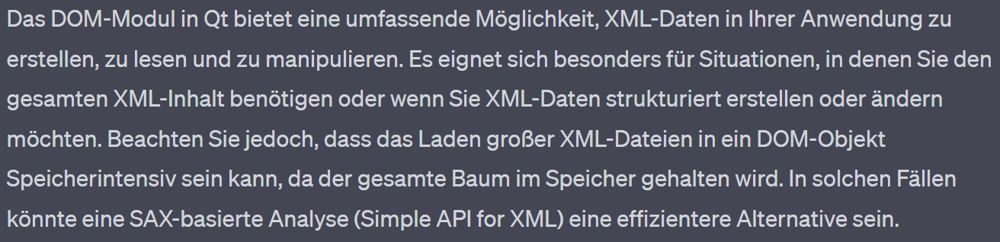 Das DOM-Modul in Qt bietet eine umfassende Möglichkeit, XML-Daten in Ihrer Anwendung zu
erstellen, zu lesen und zu manipulieren. Es eignet sich besonders für Situationen, in denen Sie den
gesamten XML-Inhalt benötigen oder wenn Sie XML-Daten strukturiert erstellen oder ändern
möchten. Beachten Sie jedoch, dass das Laden großer XML-Dateien in ein DOM-Objekt
Speicherintensiv sein kann, da der gesamte Baum im Speicher gehalten wird. In solchen Fällen
könnte eine SAX-basierte Analyse (Simple API for XML) eine effizientere Alternative sein.